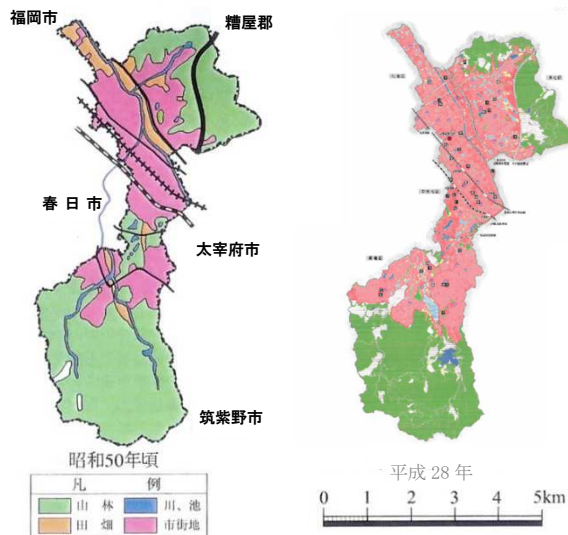 福岡市
糟屋郡
春日市
太宰府市
筑紫野市
昭和50年頃
凡 例
山 林
川、池
田 畑
市街地
平成 28 年
0 1 2 3 4 5km